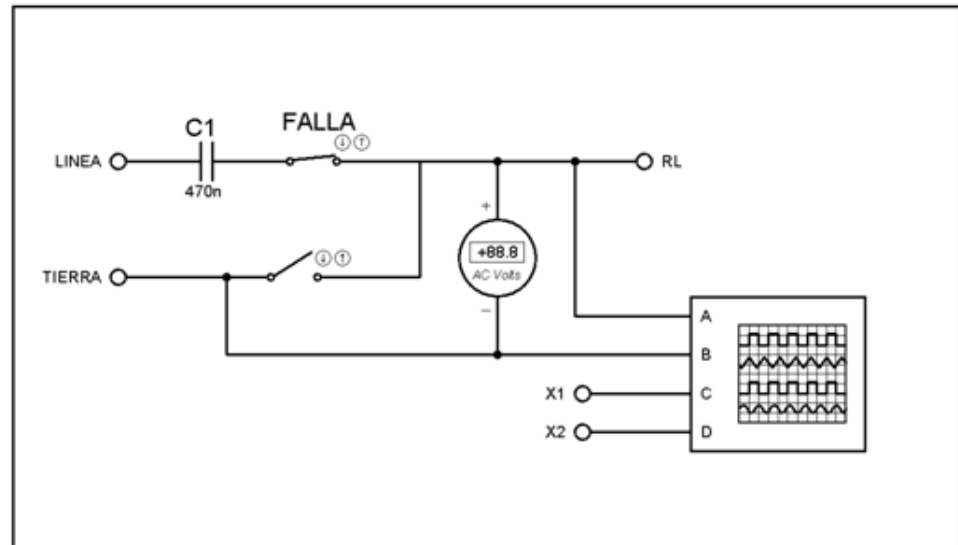 C1
FALLA
LINEA
RL
470n
+
+88.8
AC Volts
TIERRA
−
A
B
X1
C
X2
D